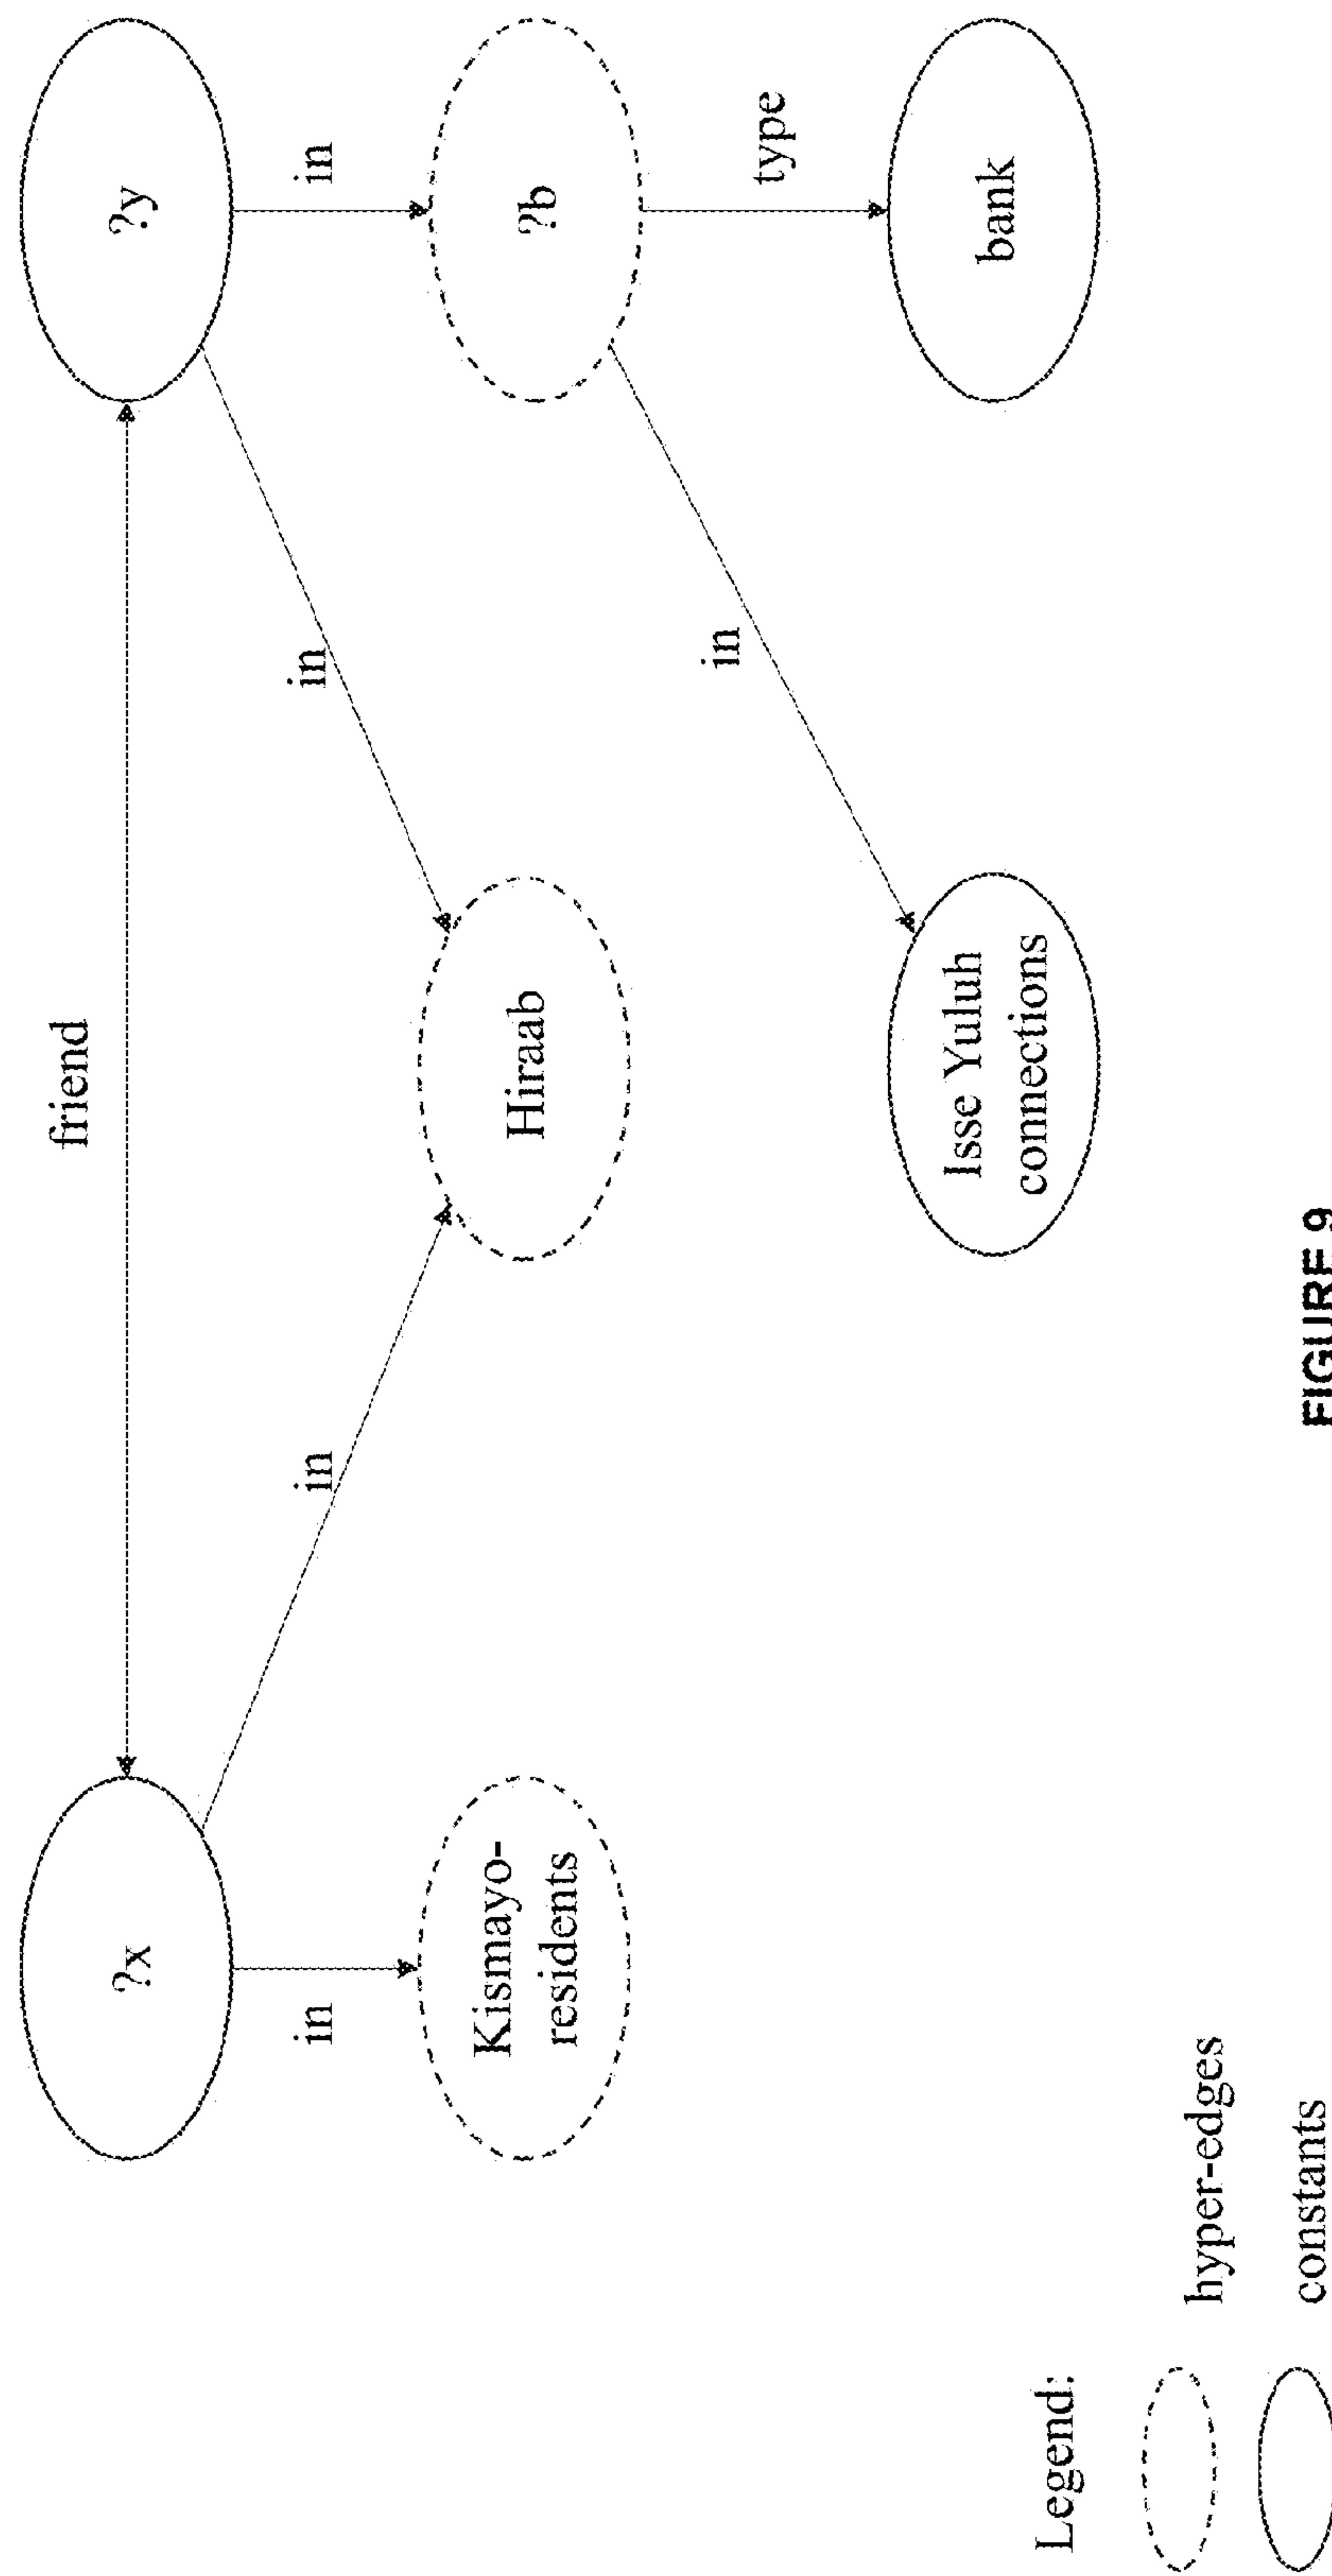 friend
?x
?y
in
in
in
in
Kismayo-
residents
Hiraab
?b
in
type
Isse Yuluh
connections
bank
Legend:
hyper-edges
constants
FIGURE 9